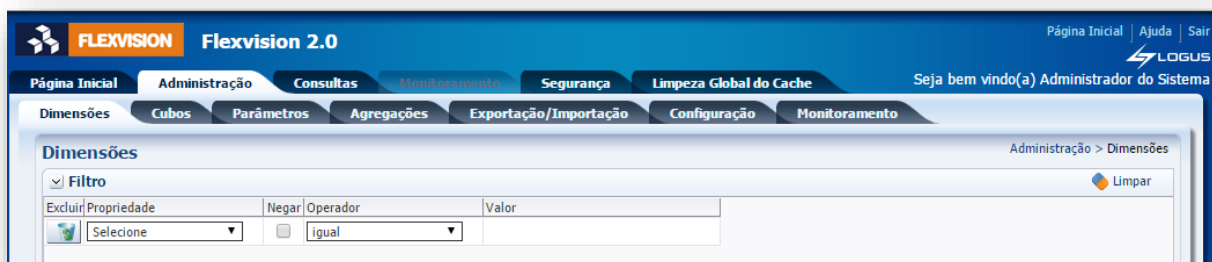 FLEXVISION Flexvision 2.0 Página Inicial Ajuda Sair
LOGUS
Página Inicial Administração Consultas Monitoramento Segurança Limpeza Global do Cache Seja bem vindo(a) Administrador do Sistema
Dimensões Cubos Parâmetros Agregações Exportação/Importação Configuração Monitoramento
Dimensões Administração > Dimensões
Filtro Limpar
Excluir Propriedade Negar Operador Valor
Selecione igual